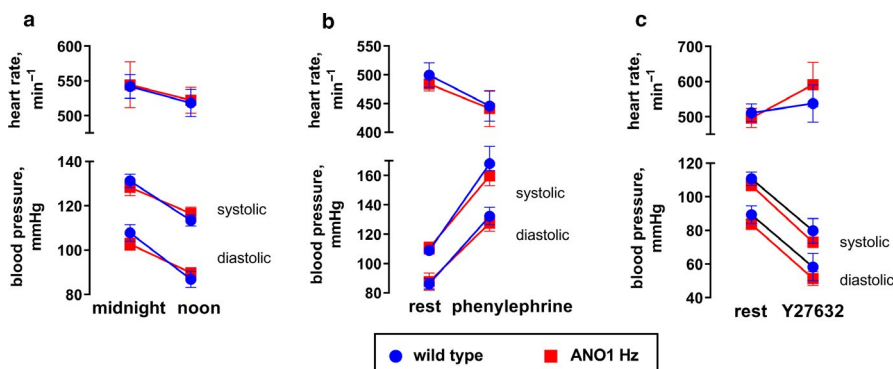 a
heart rate,
min⁻¹
600
550
500
blood pressure,
mmHg
140
120
100
80
systolic
diastolic
midnight noon
b
heart rate,
min⁻¹
550
500
450
400
blood pressure,
mmHg
160
140
120
100
80
systolic
diastolic
rest phenylephrine
c
heart rate,
min⁻¹
700
600
500
blood pressure,
mmHg
120
100
80
60
40
systolic
diastolic
rest Y27632
wild type ANO1 Hz